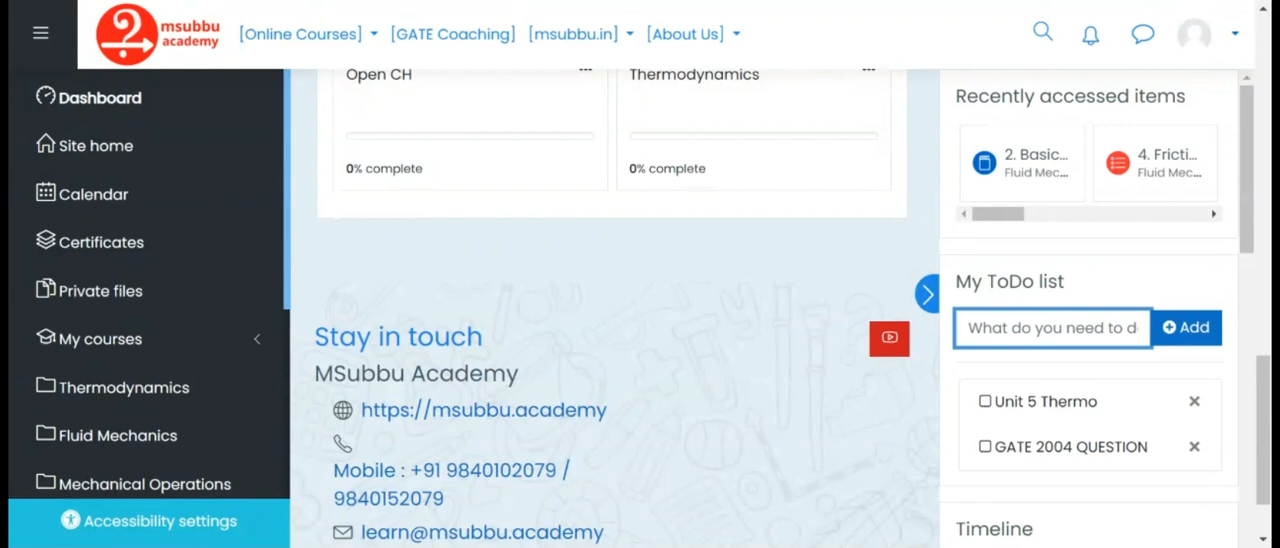 msubbu
academy
[Online Courses] [GATE Coaching] [msubbu.in] [About Us]
Dashboard
Site home
Calendar
Certificates
Private files
My courses
Thermodynamics
Fluid Mechanics
Mechanical Operations
Accessibility settings
Open CH ... Thermodynamics ...
0% complete 0% complete
Stay in touch
MSubbu Academy
https://msubbu.academy
Mobile : +91 9840102079 /
9840152079
learn@msubbu.academy
Recently accessed items
2. Basic... 4. Fricti...
Fluid Mec... Fluid Mec...
My ToDo list
What do you need to d Add
Unit 5 Thermo
GATE 2004 QUESTION
Timeline